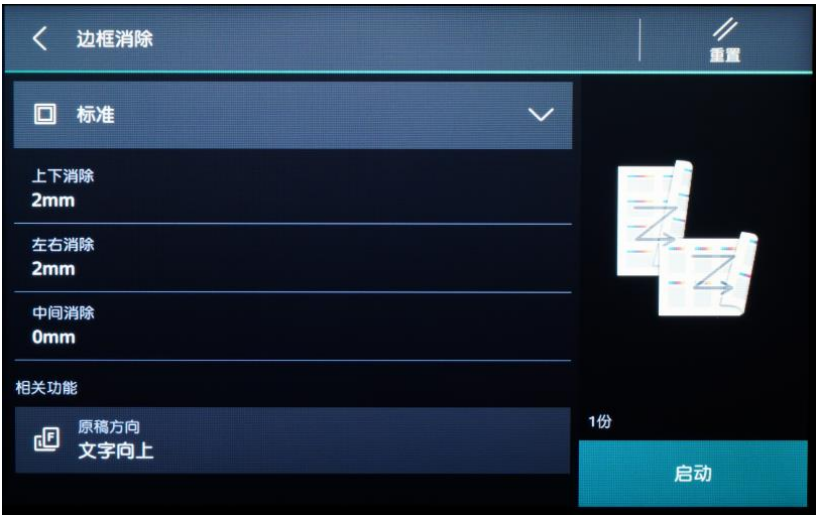 边框消除
重置
标准
上下消除
2mm
左右消除
2mm
中间消除
0mm
相关功能
原稿方向
文字向上
1份
启动